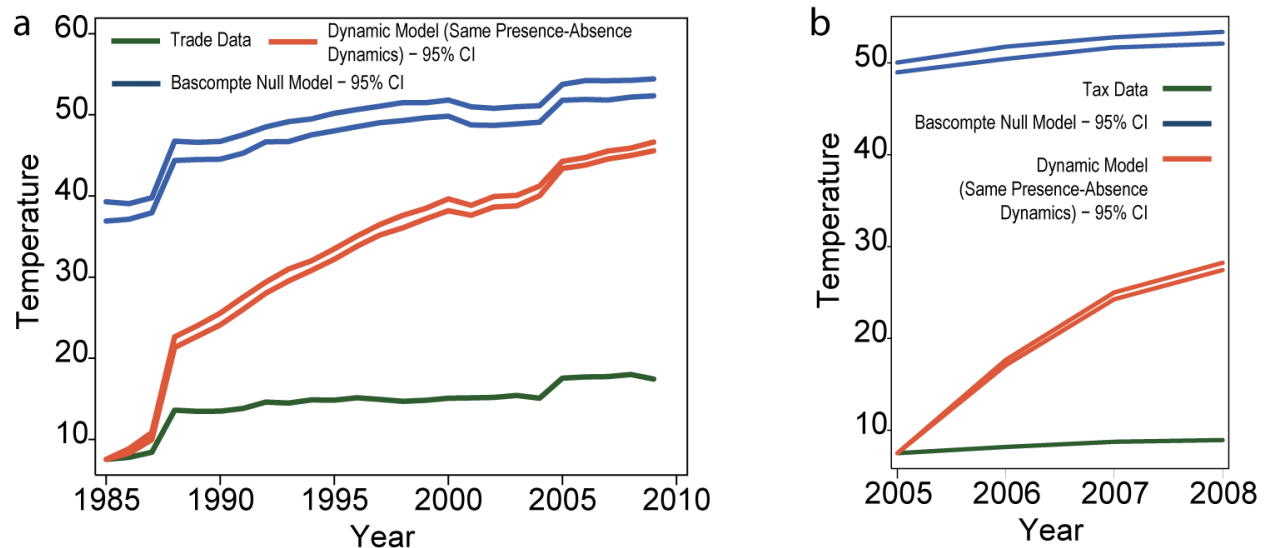 a
60
50
40
30
20
10
Temperature
Trade Data
Dynamic Model (Same Presence-Absence
Dynamics) – 95% CI
Bascompte Null Model – 95% CI
1985
1990
1995
2000
2005
2010
Year
b
50
40
30
20
10
Temperature
Tax Data
Bascompte Null Model – 95% CI
Dynamic Model
(Same Presence-Absence
Dynamics) – 95% CI
2005
2006
2007
2008
Year